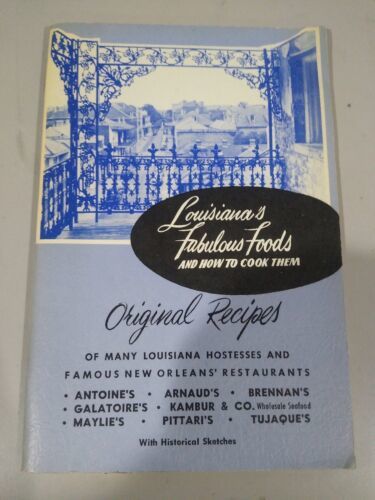 Louisiana's
Fabulous Foods
AND HOW TO COOK THEM
Original Recipes
OF MANY LOUISIANA HOSTESSES AND
FAMOUS NEW ORLEANS' RESTAURANTS
• ANTOINE'S • ARNAUD'S • BRENNAN'S
• GALATOIRE'S • KAMBUR & CO. Wholesale Seafood
• MAYLIE'S • PITTARI'S • TUJAQUE'S
With Historical Sketches